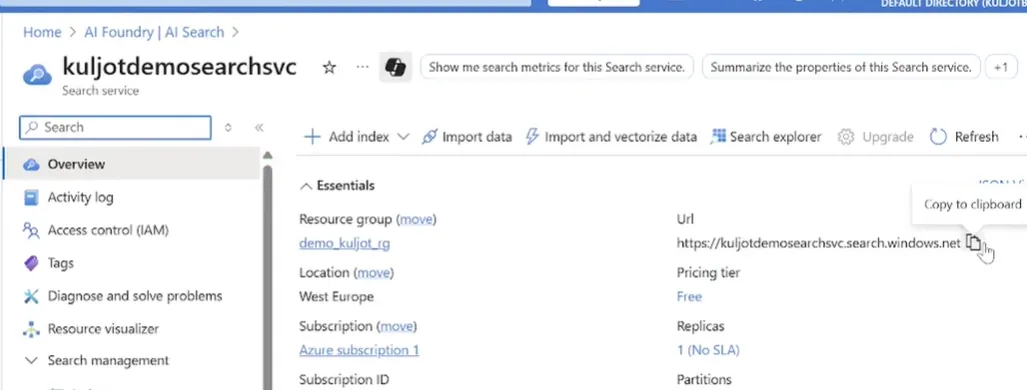 DEFAULT DIRECTORY (KULJOTB
Home > AI Foundry | AI Search >
kuljotdemosearchsvc
Search service
Show me search metrics for this Search service.
Summarize the properties of this Search service.
+1
Search
Add index
Import data
Import and vectorize data
Search explorer
Upgrade
Refresh
Overview
Activity log
Access control (IAM)
Tags
Diagnose and solve problems
Resource visualizer
Search management
Essentials
Copy to clipboard
Resource group (move)
demo_kuljot_rg
Location (move)
West Europe
Subscription (move)
Azure subscription 1
Subscription ID
Url
https://kuljotdemosearchsvc.search.windows.net
Pricing tier
Free
Replicas
1 (No SLA)
Partitions